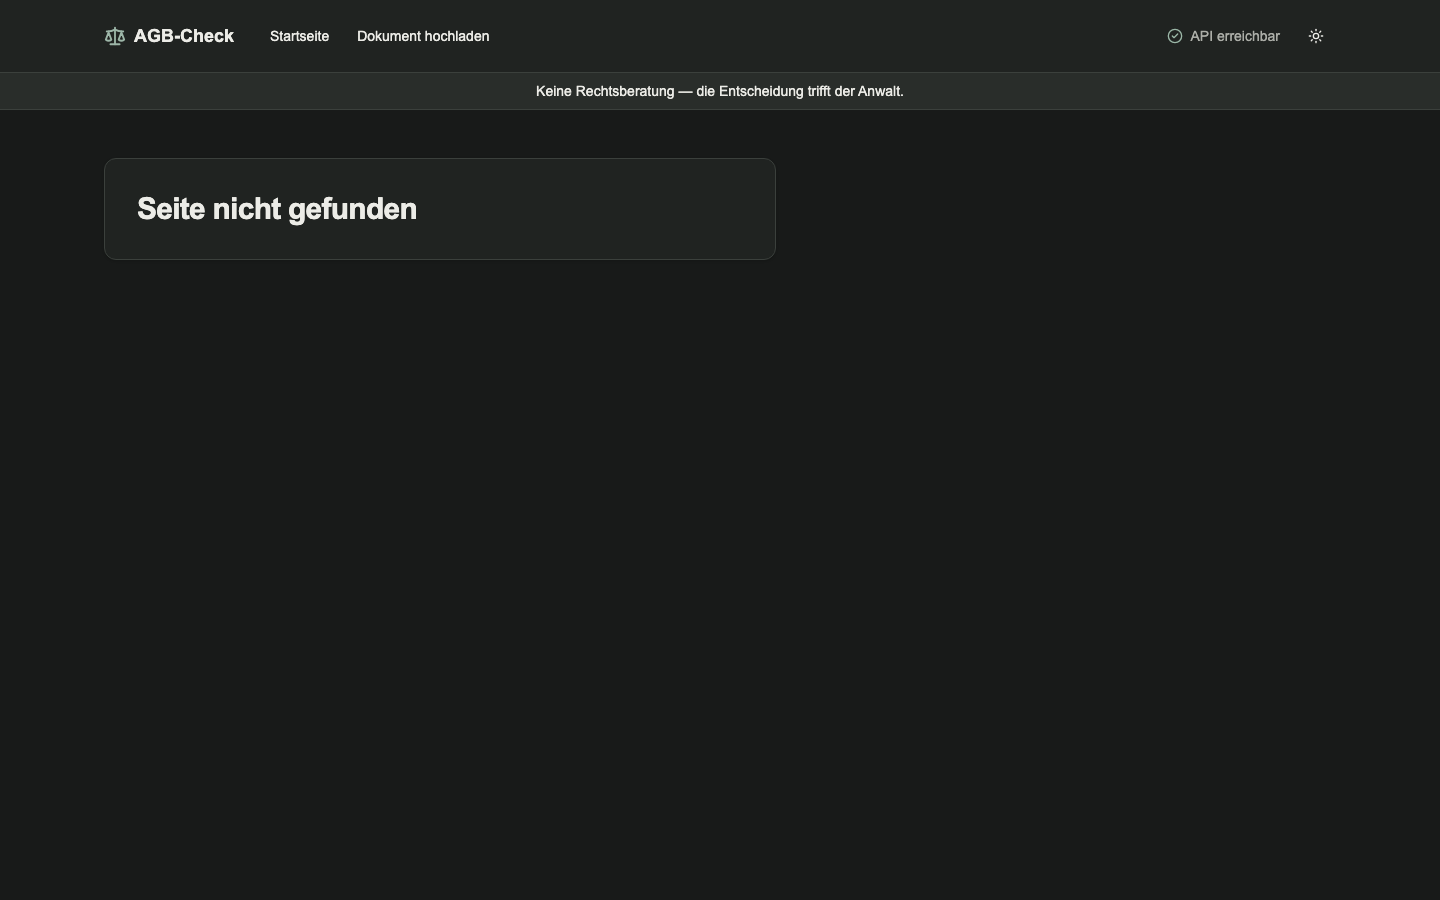 AGB-Check Startseite Dokument hochladen API erreichbar
Keine Rechtsberatung — die Entscheidung trifft der Anwalt.
Seite nicht gefunden